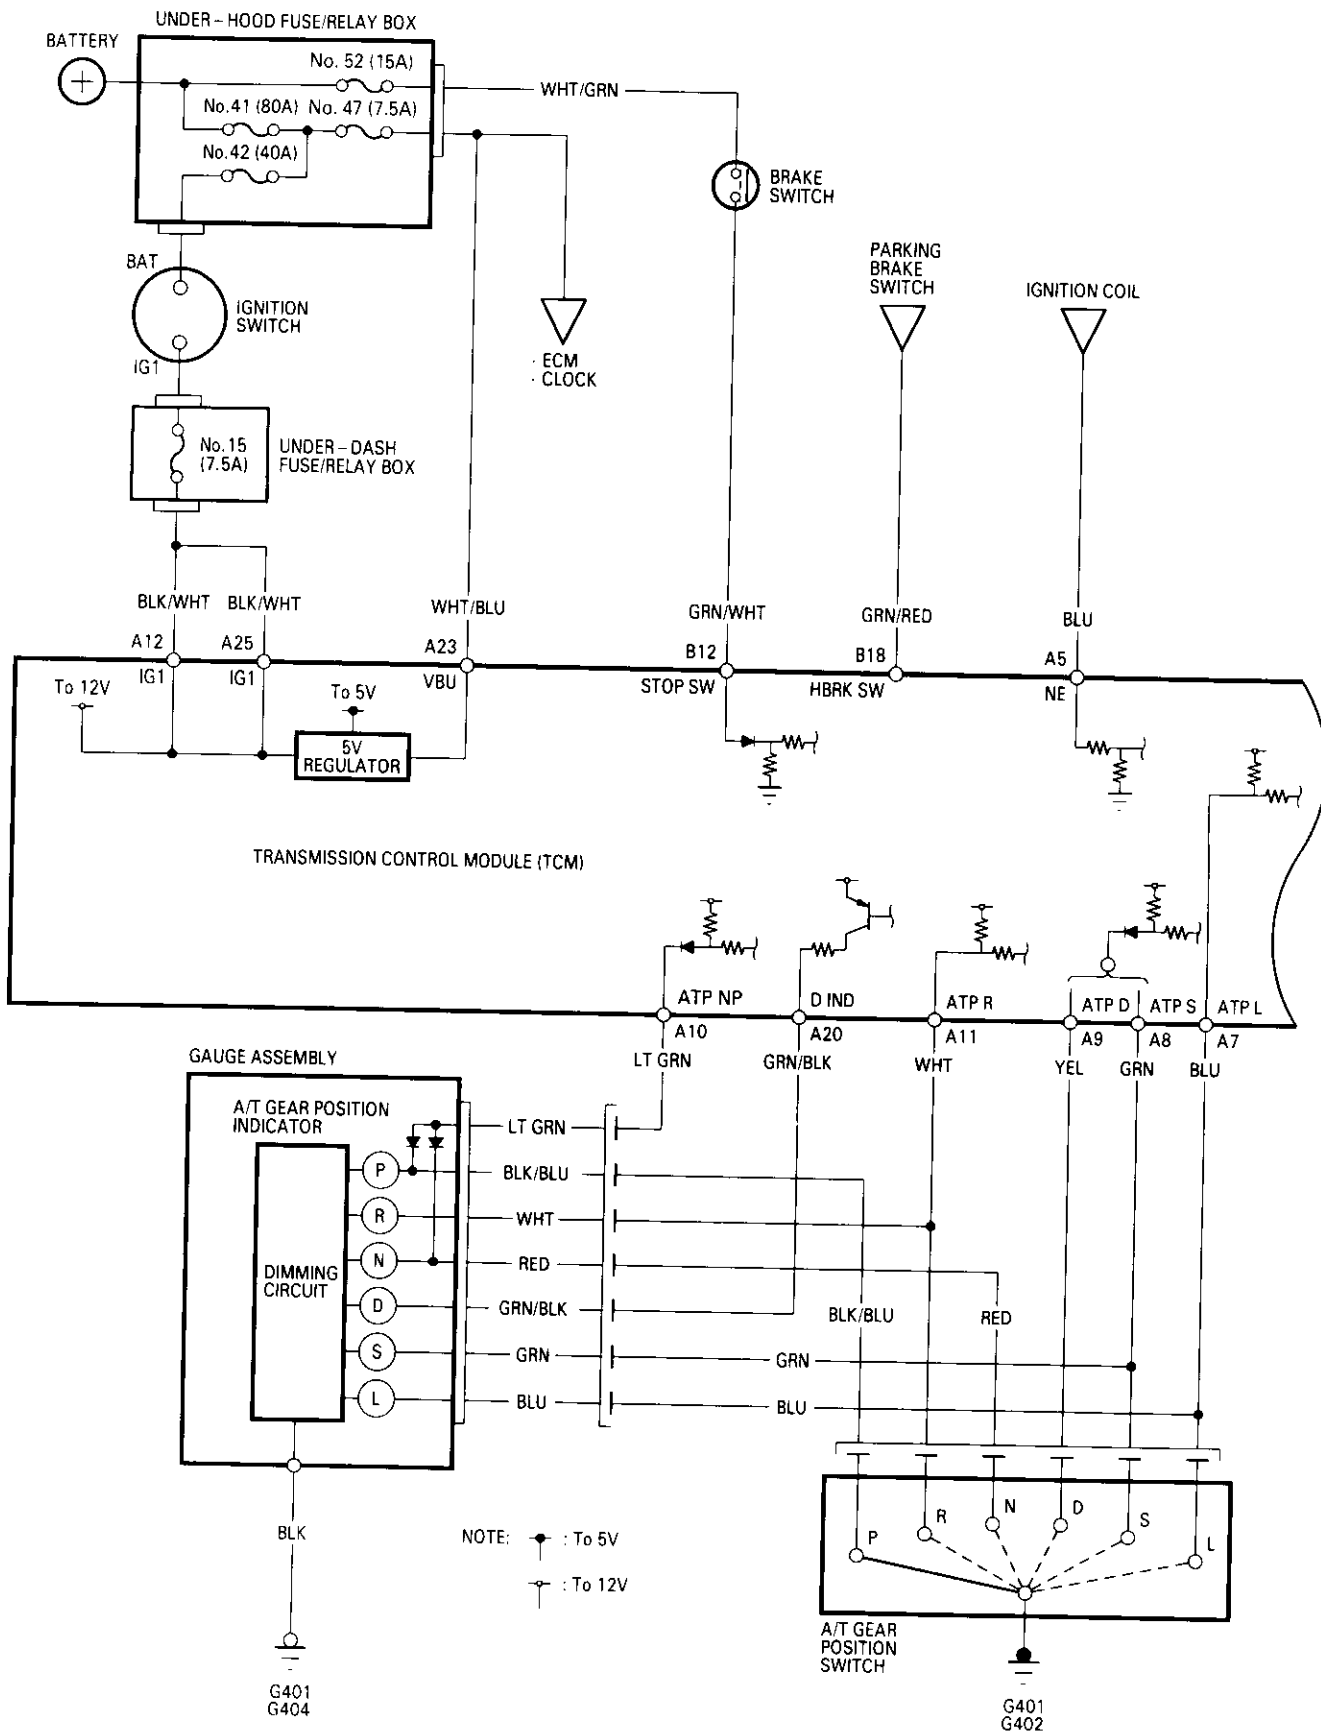 UNDER-HOOD FUSE/RELAY BOX
BATTERY
No. 52 (15A)
WHT/GRN
No.41 (80A)
No. 47 (7.5A)
No.42 (40A)
BRAKE
SWITCH
PARKING
BRAKE
SWITCH
BAT
IGNITION COIL
IGNITION
SWITCH
IG1
· ECM
· CLOCK
No.15
(7.5A)
UNDER-DASH
FUSE/RELAY BOX
BLK/WHT
BLK/WHT
WHT/BLU
GRN/WHT
GRN/RED
BLU
A12
A25
A23
B12
B18
A5
IG1
IG1
VBU
STOP SW
HBRK SW
NE
To 12V
To 5V
5V
REGULATOR
TRANSMISSION CONTROL MODULE (TCM)
ATP NP
D IND
ATP R
ATP D
ATP S
ATP L
A10
A20
A11
A9
A8
A7
LT GRN
GRN/BLK
WHT
YEL
GRN
BLU
GAUGE ASSEMBLY
A/T GEAR POSITION
INDICATOR
LT GRN
P
BLK/BLU
R
WHT
N
RED
DIMMING
CIRCUIT
D
GRN/BLK
BLK/BLU
RED
S
GRN
GRN
L
BLU
BLU
BLK
NOTE:
: To 5V
: To 12V
P
R
N
D
S
L
A/T GEAR
POSITION
SWITCH
G401
G404
G401
G402